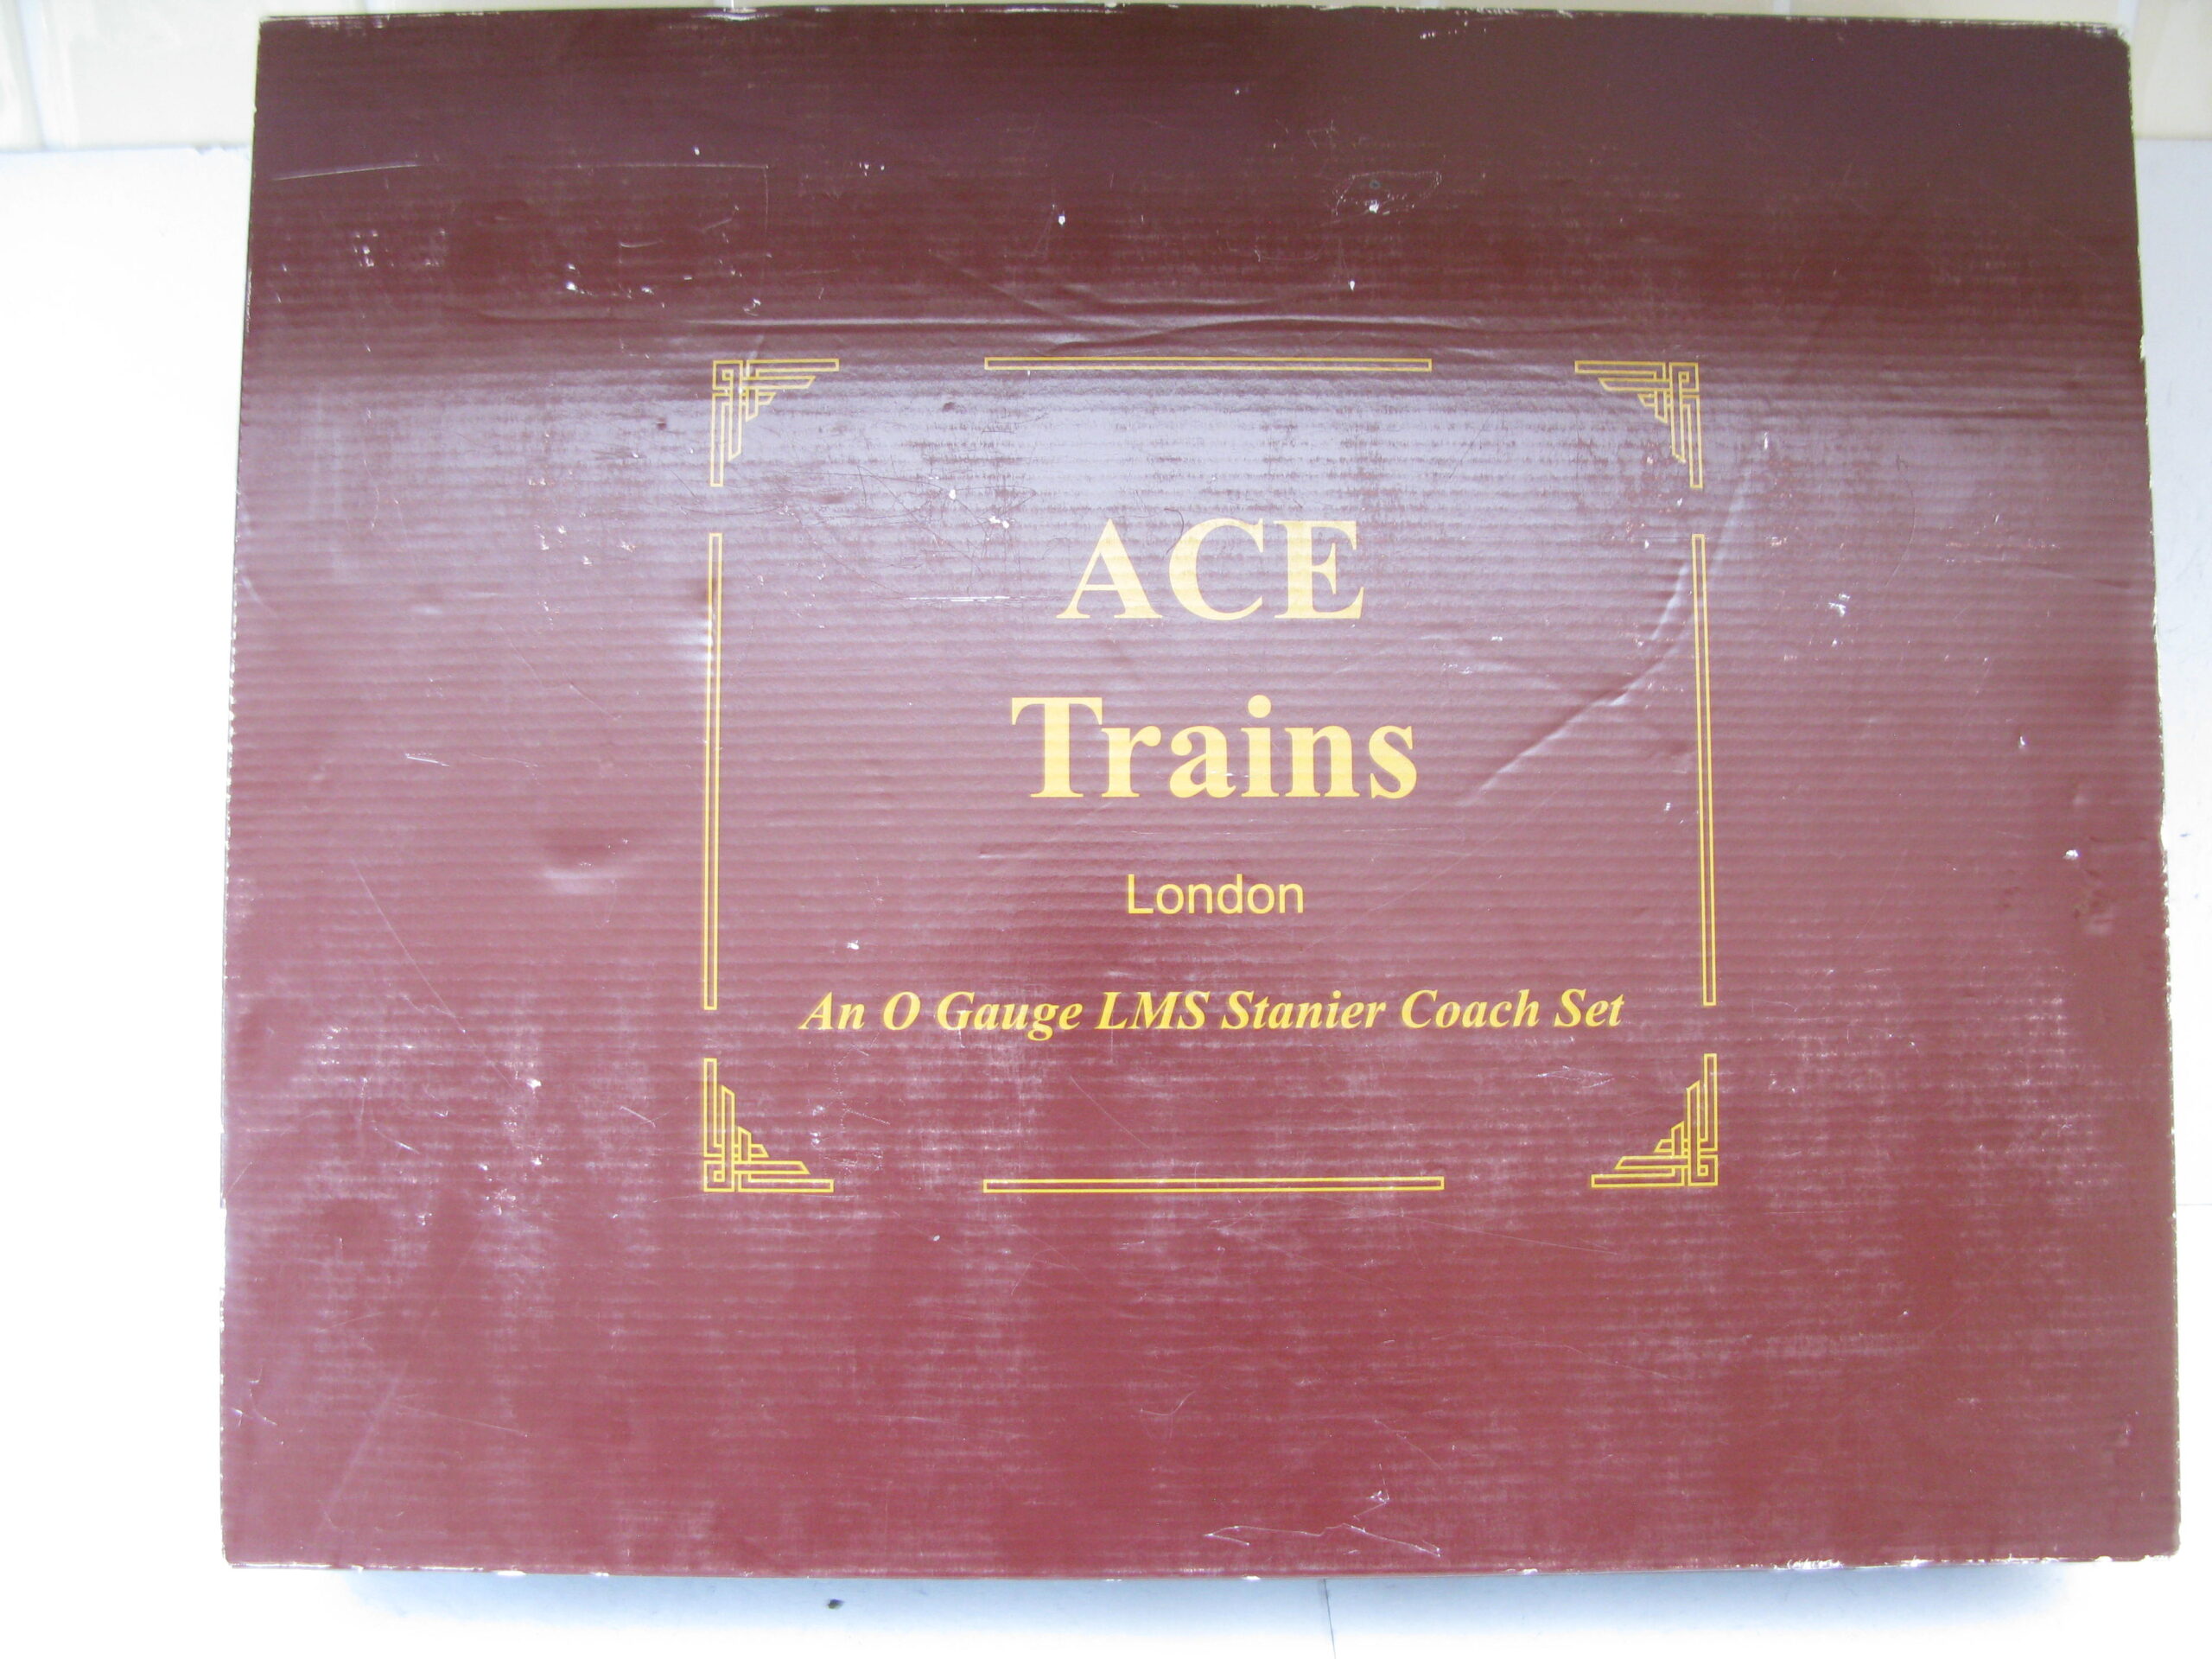 ACE
Trains
London
An O Gauge LMS Stanier Coach Set